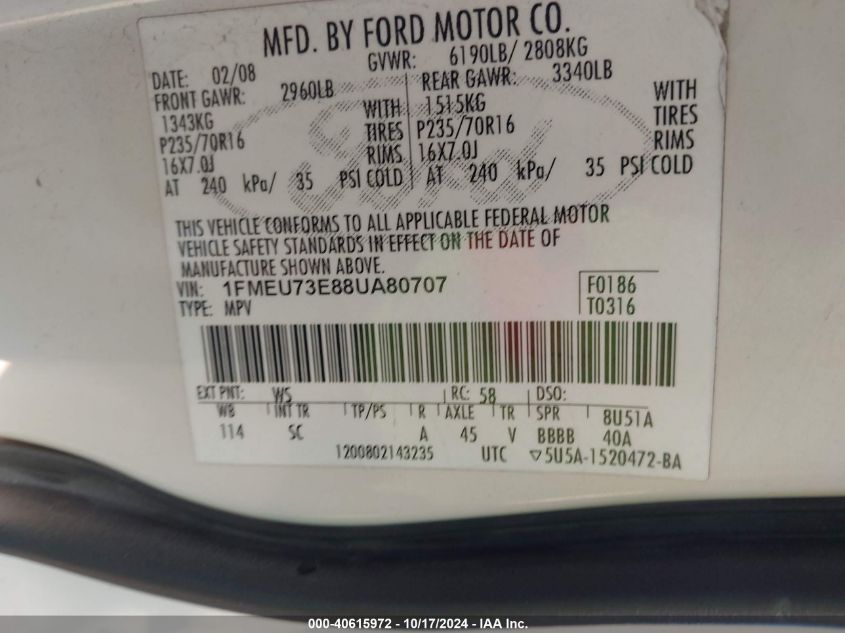 MFD. BY FORD MOTOR CO.
DATE: 02/08 GVWR: 6190LB/ 2808KG
FRONT GAWR: 2960LB REAR GAWR: 3340LB
1343KG WITH 1515KG WITH
P235/70R16 TIRES P235/70R16 TIRES
16X7.0J RIMS 16X7.0J RIMS
AT 240 kPa/ 35 PSI COLD AT 240 kPa/ 35 PSI COLD
Ford
THIS VEHICLE CONFORMS TO ALL APPLICABLE FEDERAL MOTOR
VEHICLE SAFETY STANDARDS IN EFFECT ON THE DATE OF
MANUFACTURE SHOWN ABOVE.
VIN: 1FMEU73E88UA80707 F0186
TYPE: MPV T0316
EXT PNT: WS RC: 58 DSO:
WB INT TR TP/PS R AXLE TR SPR 8U51A
114 SC A 45 V BBBB 40A
1200802143235 UTC ▽5U5A-1520472-BA
000-40615972 | 10/17/2024 - IAA Inc.